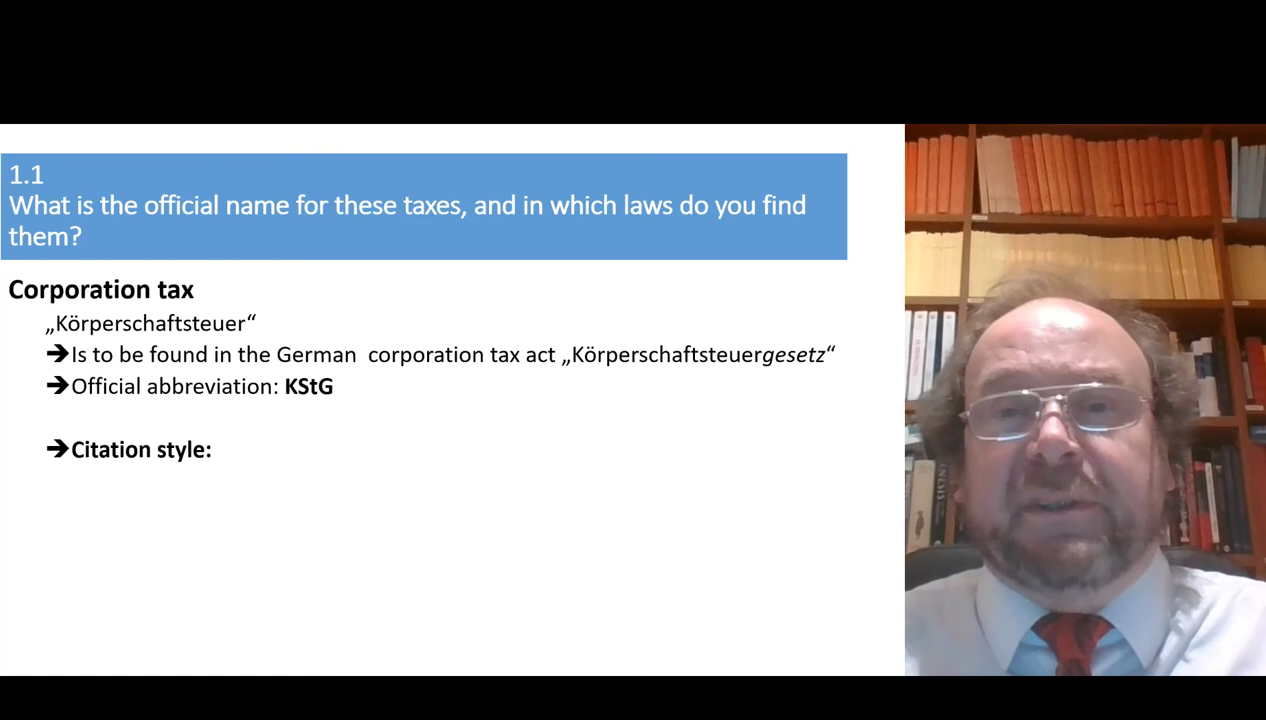 1.1
What is the official name for these taxes, and in which laws do you find
them?
Corporation tax
„Körperschaftsteuer“
➔Is to be found in the German  corporation tax act „Körperschaftsteuergesetz“
➔Official abbreviation: KStG
➔Citation style: